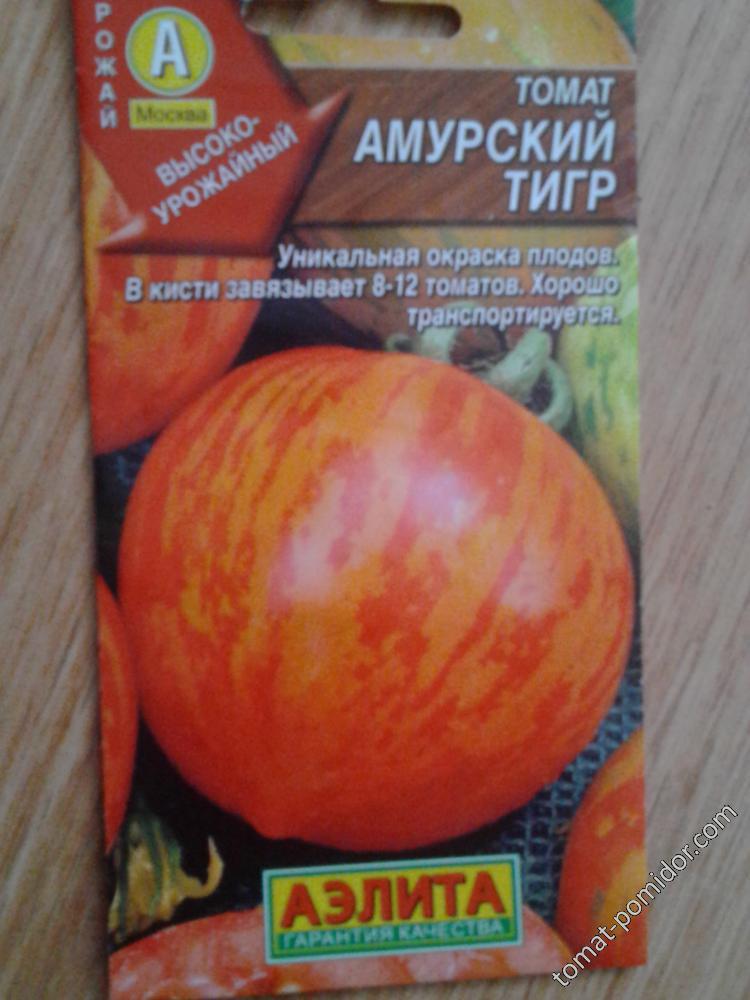 РОЖАЙ
А
Москва
ВЫСОКО-
УРОЖАЙНЫЙ
ТОМАТ
АМУРСКИЙ
ТИГР
Уникальная окраска плодов.
В кисти завязывает 8-12 томатов. Хорошо
транспортируется.
АЭЛИТА
ГАРАНТИЯ КАЧЕСТВА
tomat-pomidor.com